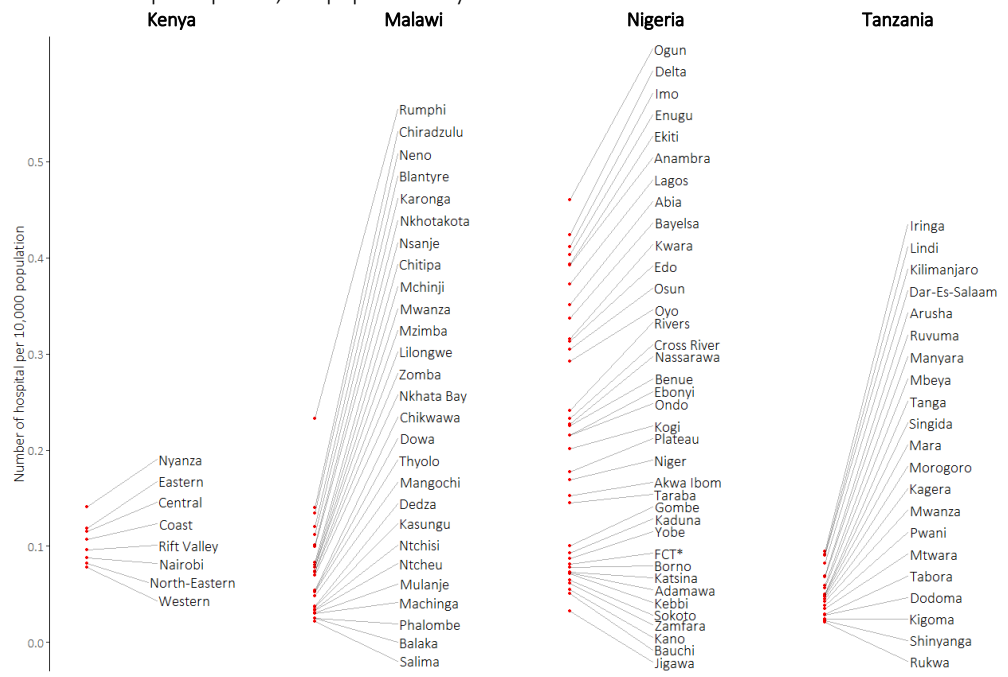 Kenya
Malawi
Nigeria
Tanzania
Number of hospital per 10,000 population
0.5
0.4
0.3
0.2
0.1
0.0
Nyanza
Eastern
Central
Coast
Rift Valley
Nairobi
North-Eastern
Western
Rumphi
Chiradzulu
Neno
Blantyre
Karonga
Nkhotakota
Nsanje
Chitipa
Mchinji
Mwanza
Mzimba
Lilongwe
Zomba
Nkhata Bay
Chikwawa
Dowa
Thyolo
Mangochi
Dedza
Kasungu
Ntchisi
Ntcheu
Mulanje
Machinga
Phalombe
Balaka
Salima
Ogun
Delta
Imo
Enugu
Ekiti
Anambra
Lagos
Abia
Bayelsa
Kwara
Edo
Osun
Oyo
Rivers
Cross River
Nassarawa
Benue
Ebonyi
Ondo
Kogi
Plateau
Niger
Akwa Ibom
Taraba
Gombe
Kaduna
Yobe
FCT*
Borno
Katsina
Adamawa
Kebbi
Sokoto
Zamfara
Kano
Bauchi
Jigawa
Iringa
Lindi
Kilimanjaro
Dar-Es-Salaam
Arusha
Ruvuma
Manyara
Mbeya
Tanga
Singida
Mara
Morogoro
Kagera
Mwanza
Pwani
Mtwara
Tabora
Dodoma
Kigoma
Shinyanga
Rukwa